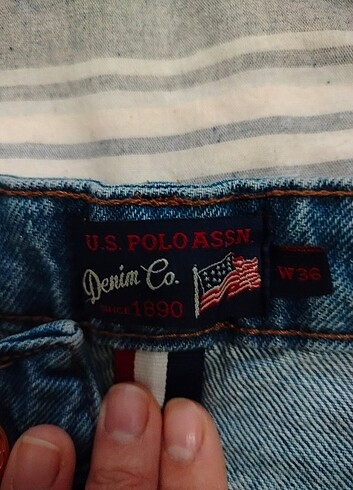 U.S. POLO ASSN.
Denim Co.
SINCE 1890
W36